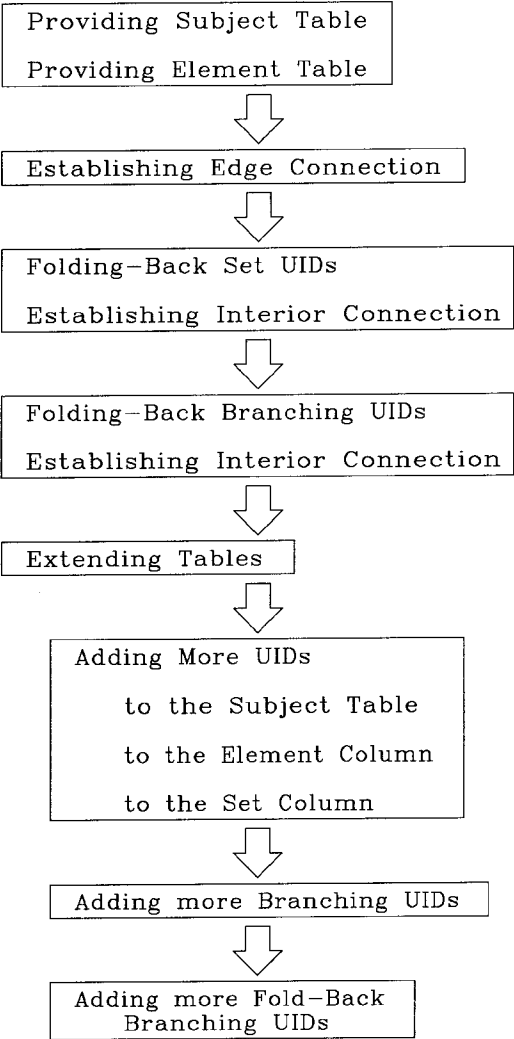 Providing Subject Table
Providing Element Table
Establishing Edge Connection
Folding-Back Set UIDs
Establishing Interior Connection
Folding-Back Branching UIDs
Establishing Interior Connection
Extending Tables
Adding More UIDs
to the Subject Table
to the Element Column
to the Set Column
Adding more Branching UIDs
Adding more Fold-Back
Branching UIDs